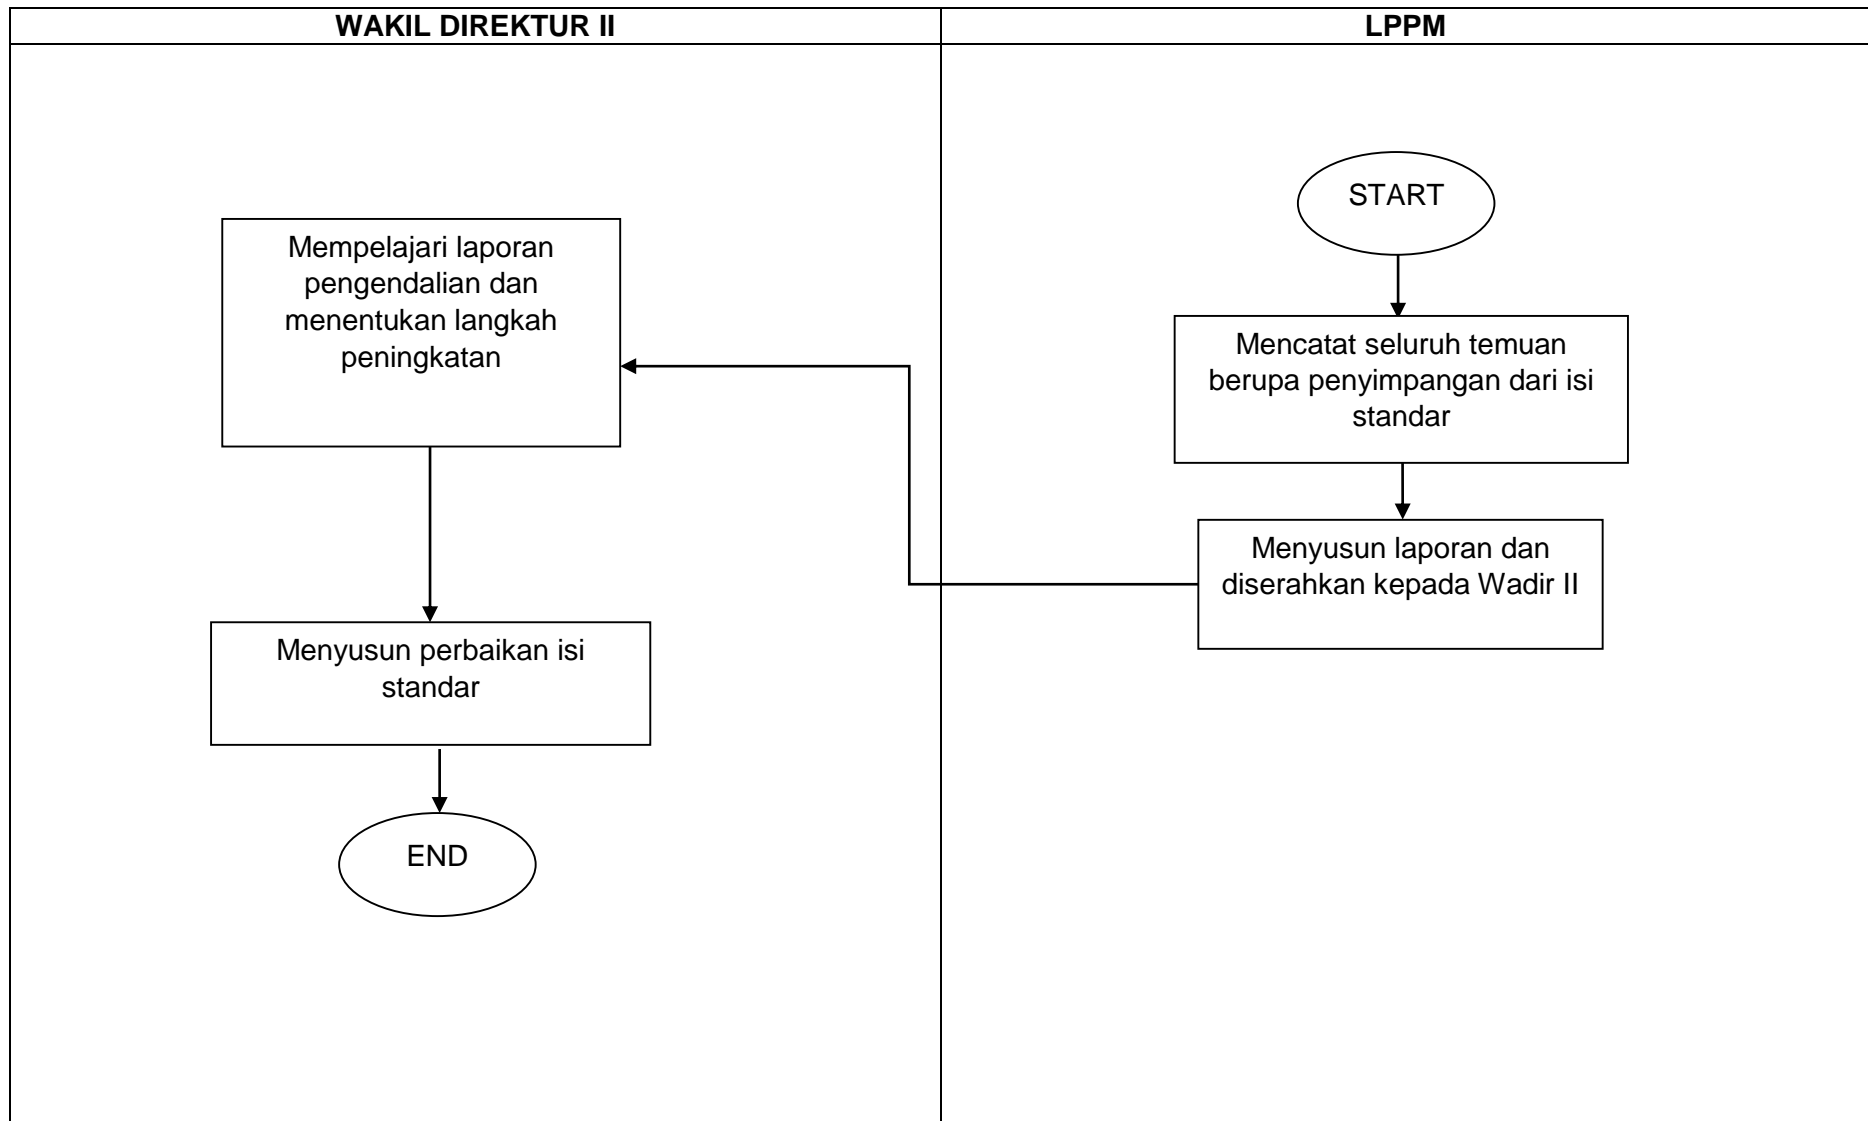 WAKIL DIREKTUR II
LPPM
START
Mencatat seluruh temuan
berupa penyimpangan dari isi
standar
Menyusun laporan dan
diserahkan kepada Wadir II
Mempelajari laporan
pengendalian dan
menentukan langkah
peningkatan
Menyusun perbaikan isi
standar
END